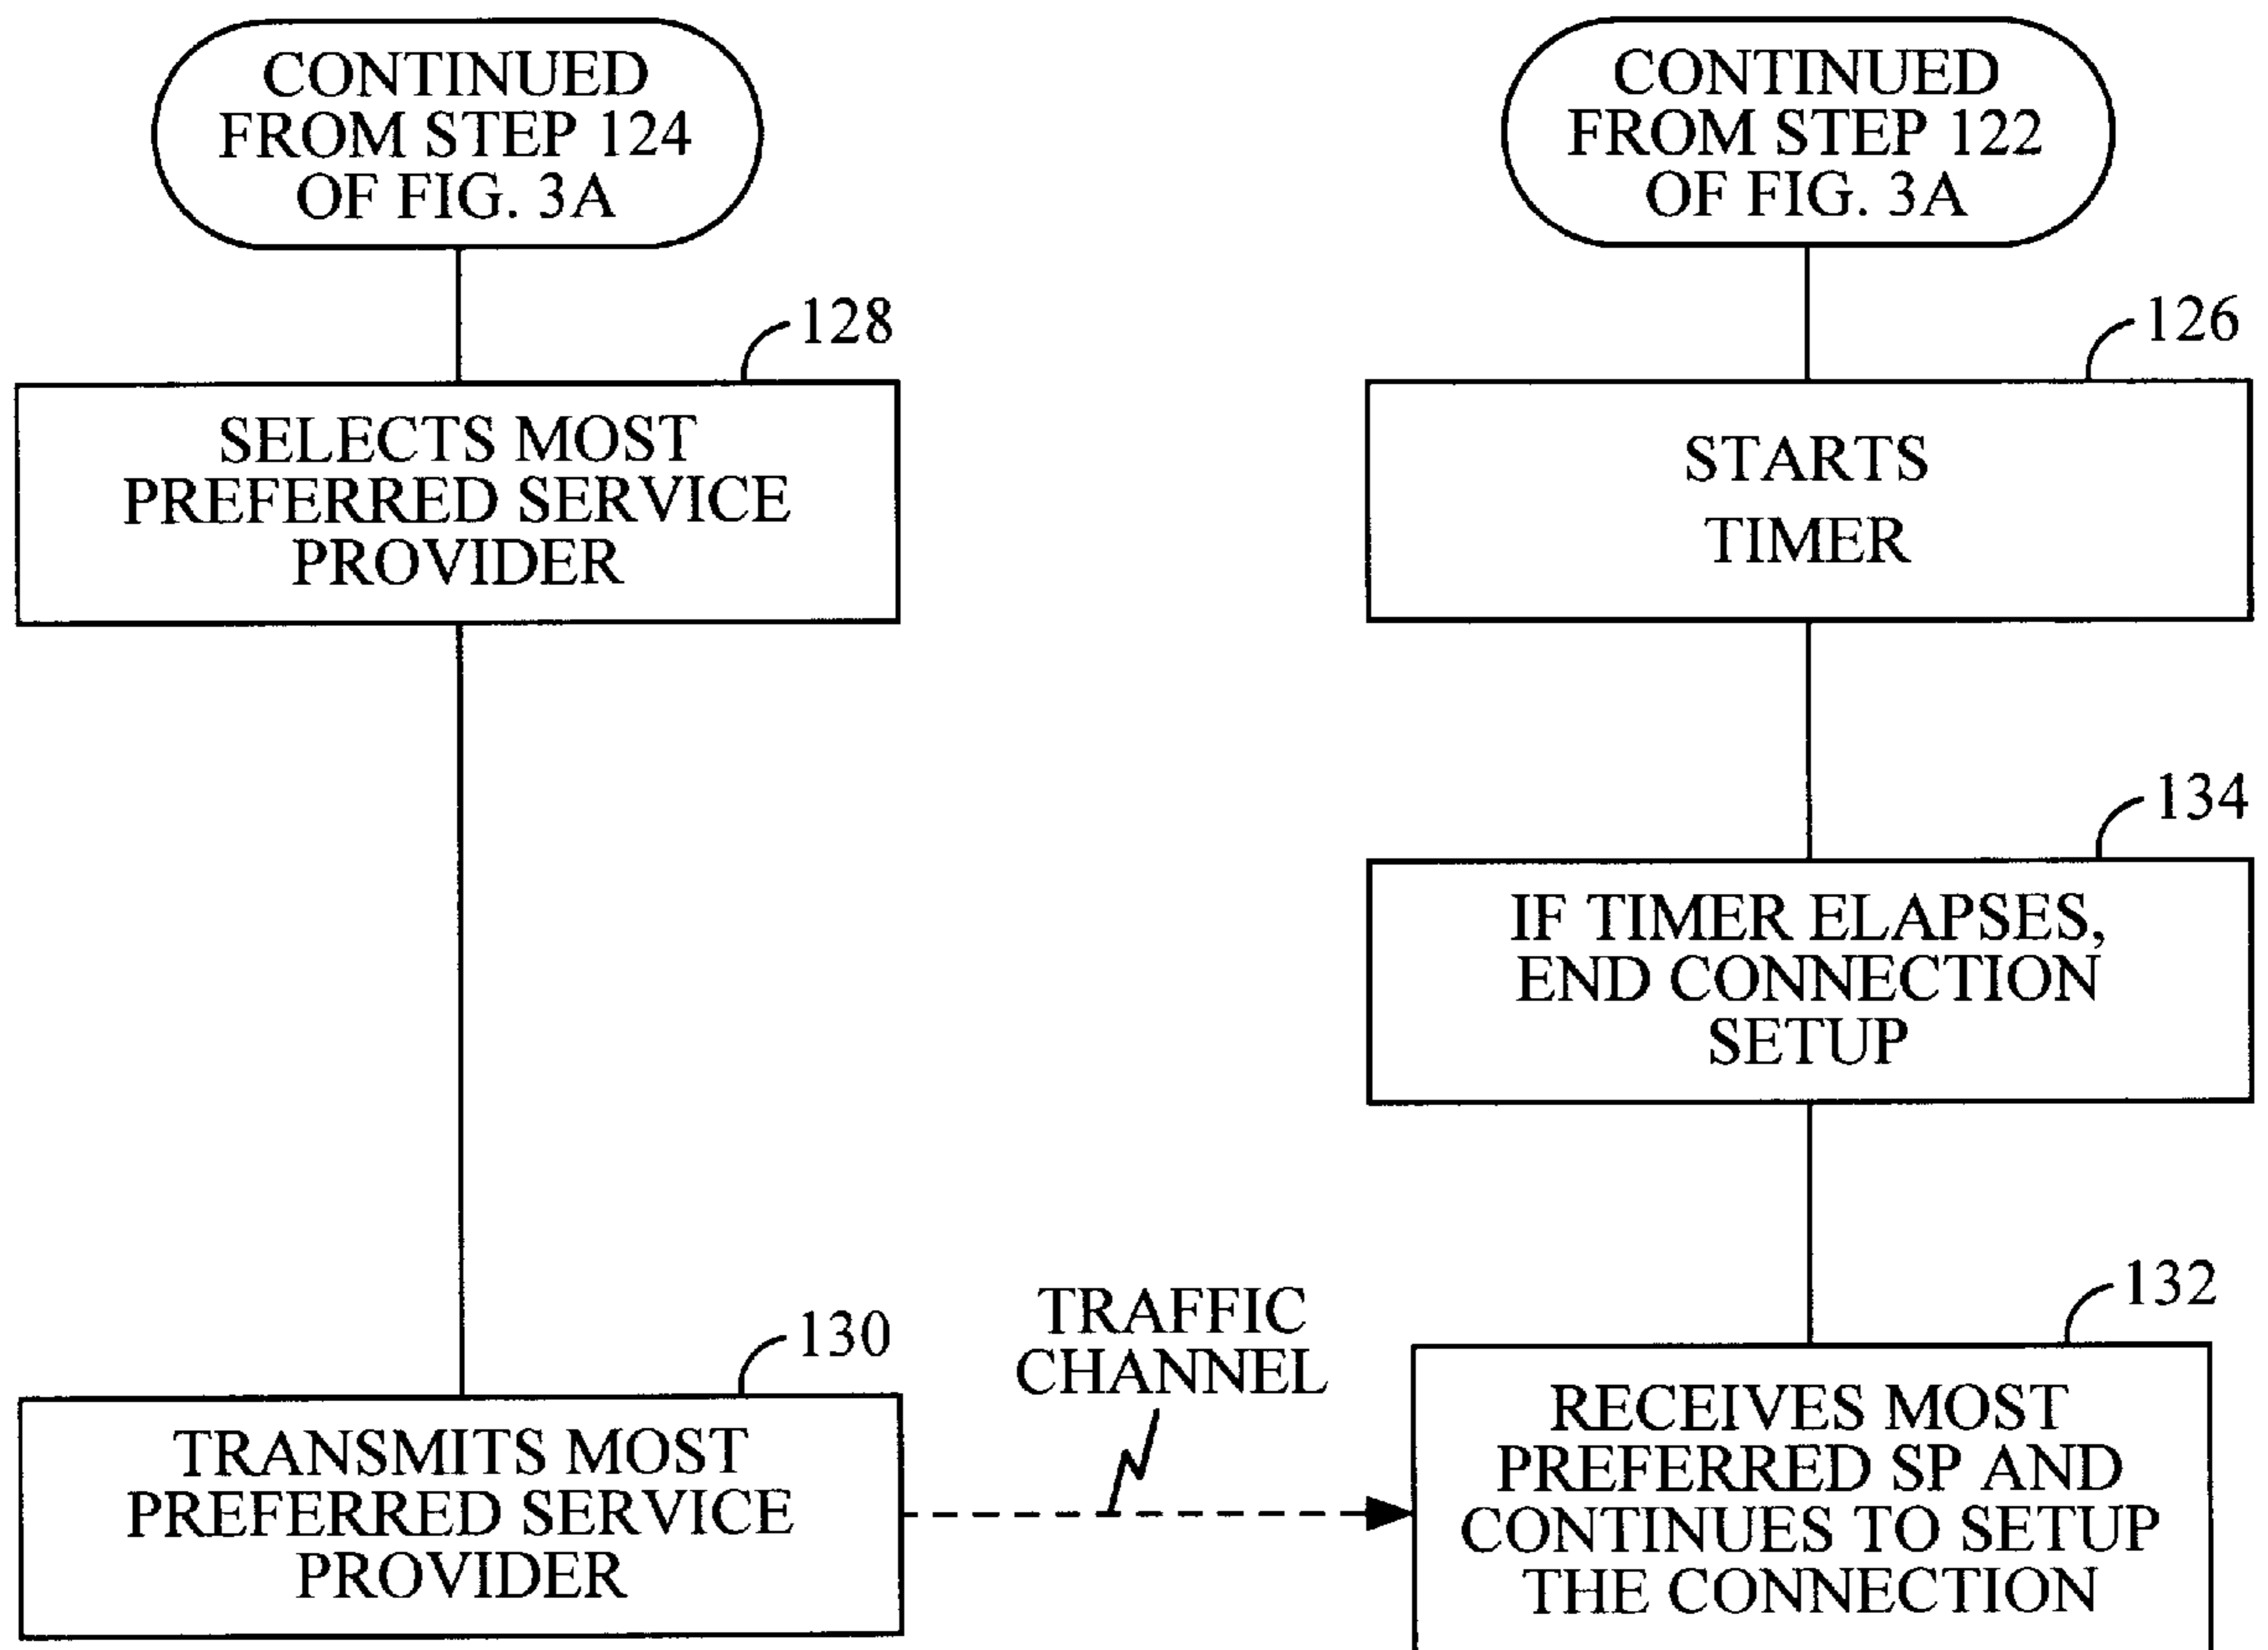 CONTINUED
FROM STEP 124
OF FIG. 3A
CONTINUED
FROM STEP 122
OF FIG. 3A
128
SELECTS MOST
PREFERRED SERVICE
PROVIDER
126
STARTS
TIMER
134
IF TIMER ELAPSES,
END CONNECTION
SETUP
130
TRANSMITS MOST
PREFERRED SERVICE
PROVIDER
TRAFFIC
CHANNEL
132
RECEIVES MOST
PREFERRED SP AND
CONTINUES TO SETUP
THE CONNECTION